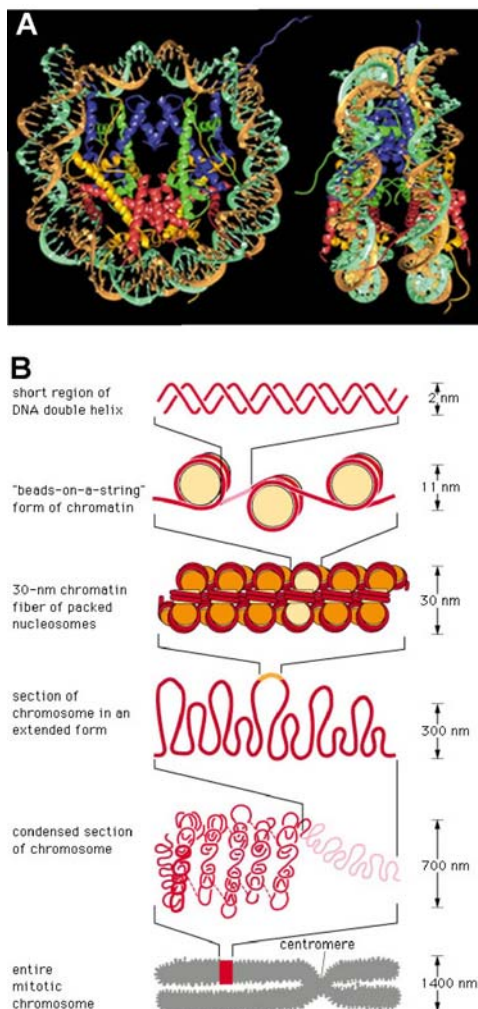 A
B
short region of
DNA double helix
2 nm
"beads-on-a-string"
form of chromatin
11 nm
30-nm chromatin
fiber of packed
nucleosomes
30 nm
section of
chromosome in an
extended form
300 nm
condensed section
of chromosome
700 nm
centromere
entire
mitotic
chromosome
1400 nm